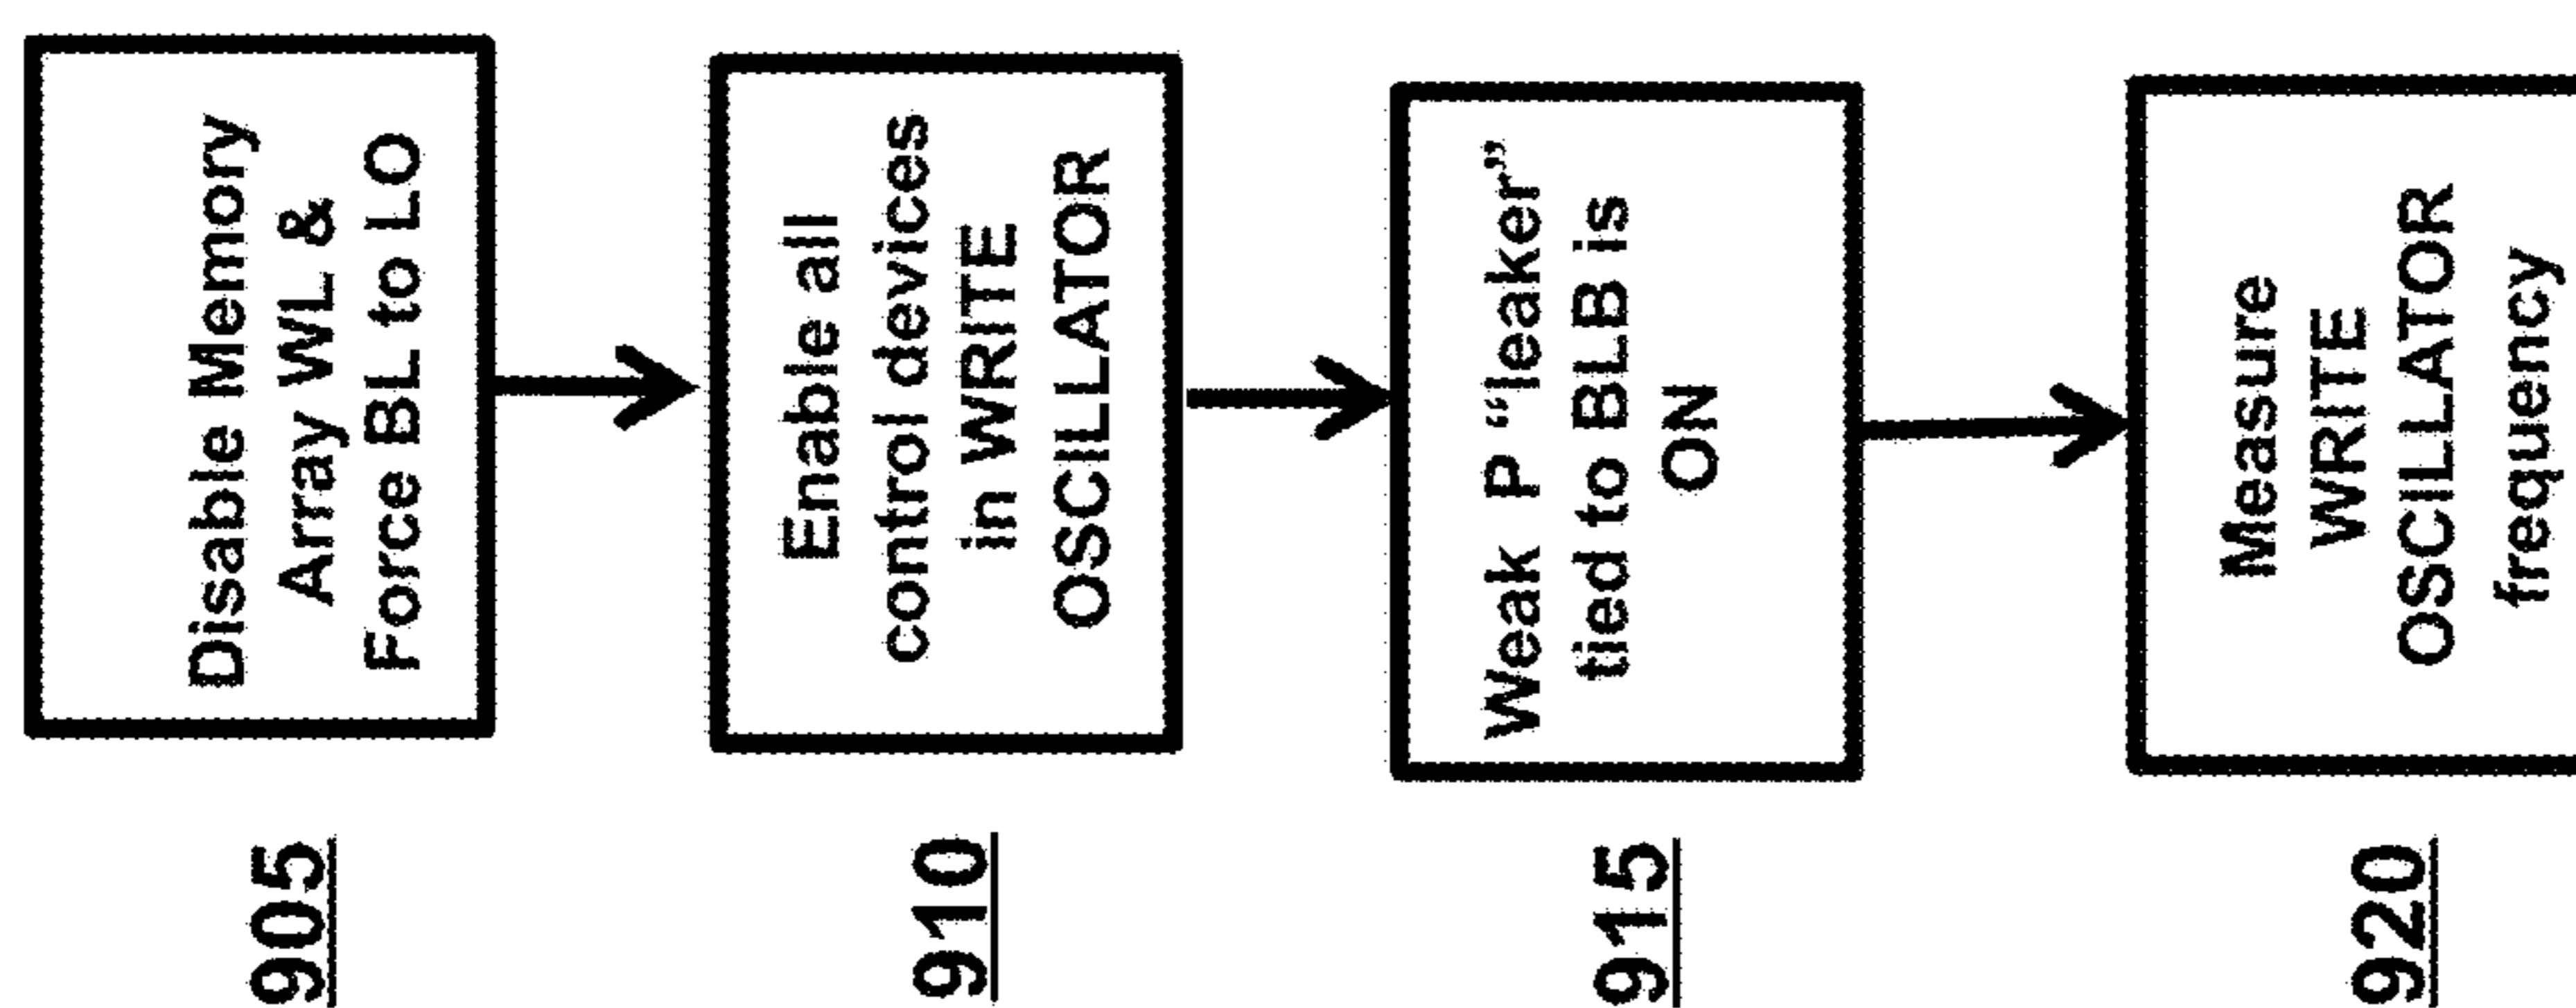 905
Disable Memory
Array WL &
Force BL to LO
910
Enable all
control devices
in WRITE
OSCILLATOR
915
Weak P “leaker”
tied to BLB is
ON
920
Measure
WRITE
OSCILLATOR
frequency